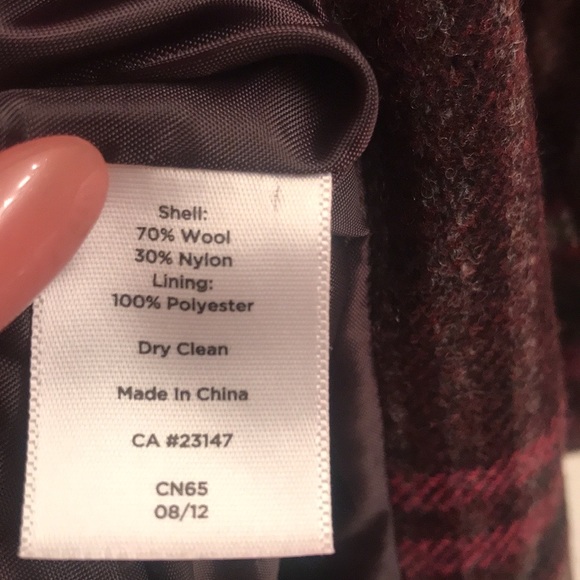 Shell:
70% Wool
30% Nylon
Lining:
100% Polyester
Dry Clean
Made In China
CA #23147
CN65
08/12